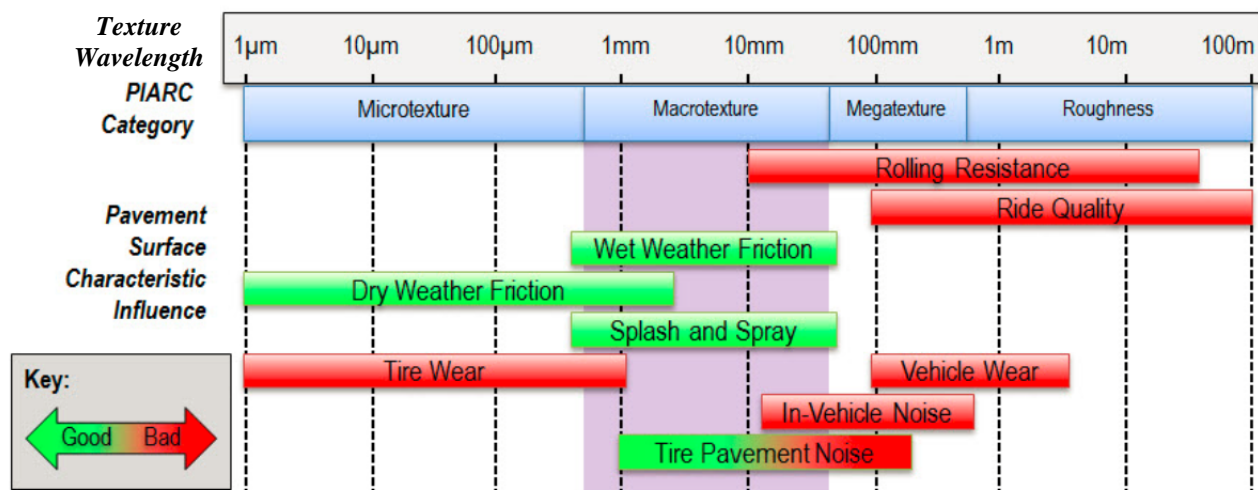 Texture
Wavelength
1µm 10µm 100µm 1mm 10mm 100mm 1m 10m 100m
PIARC
Category
Microtexture Macrotexture Megatexture Roughness
Rolling Resistance
Ride Quality
Pavement
Surface
Characteristic
Influence
Wet Weather Friction
Dry Weather Friction
Splash and Spray
Tire Wear Vehicle Wear
In-Vehicle Noise
Tire Pavement Noise
Key:
Good Bad